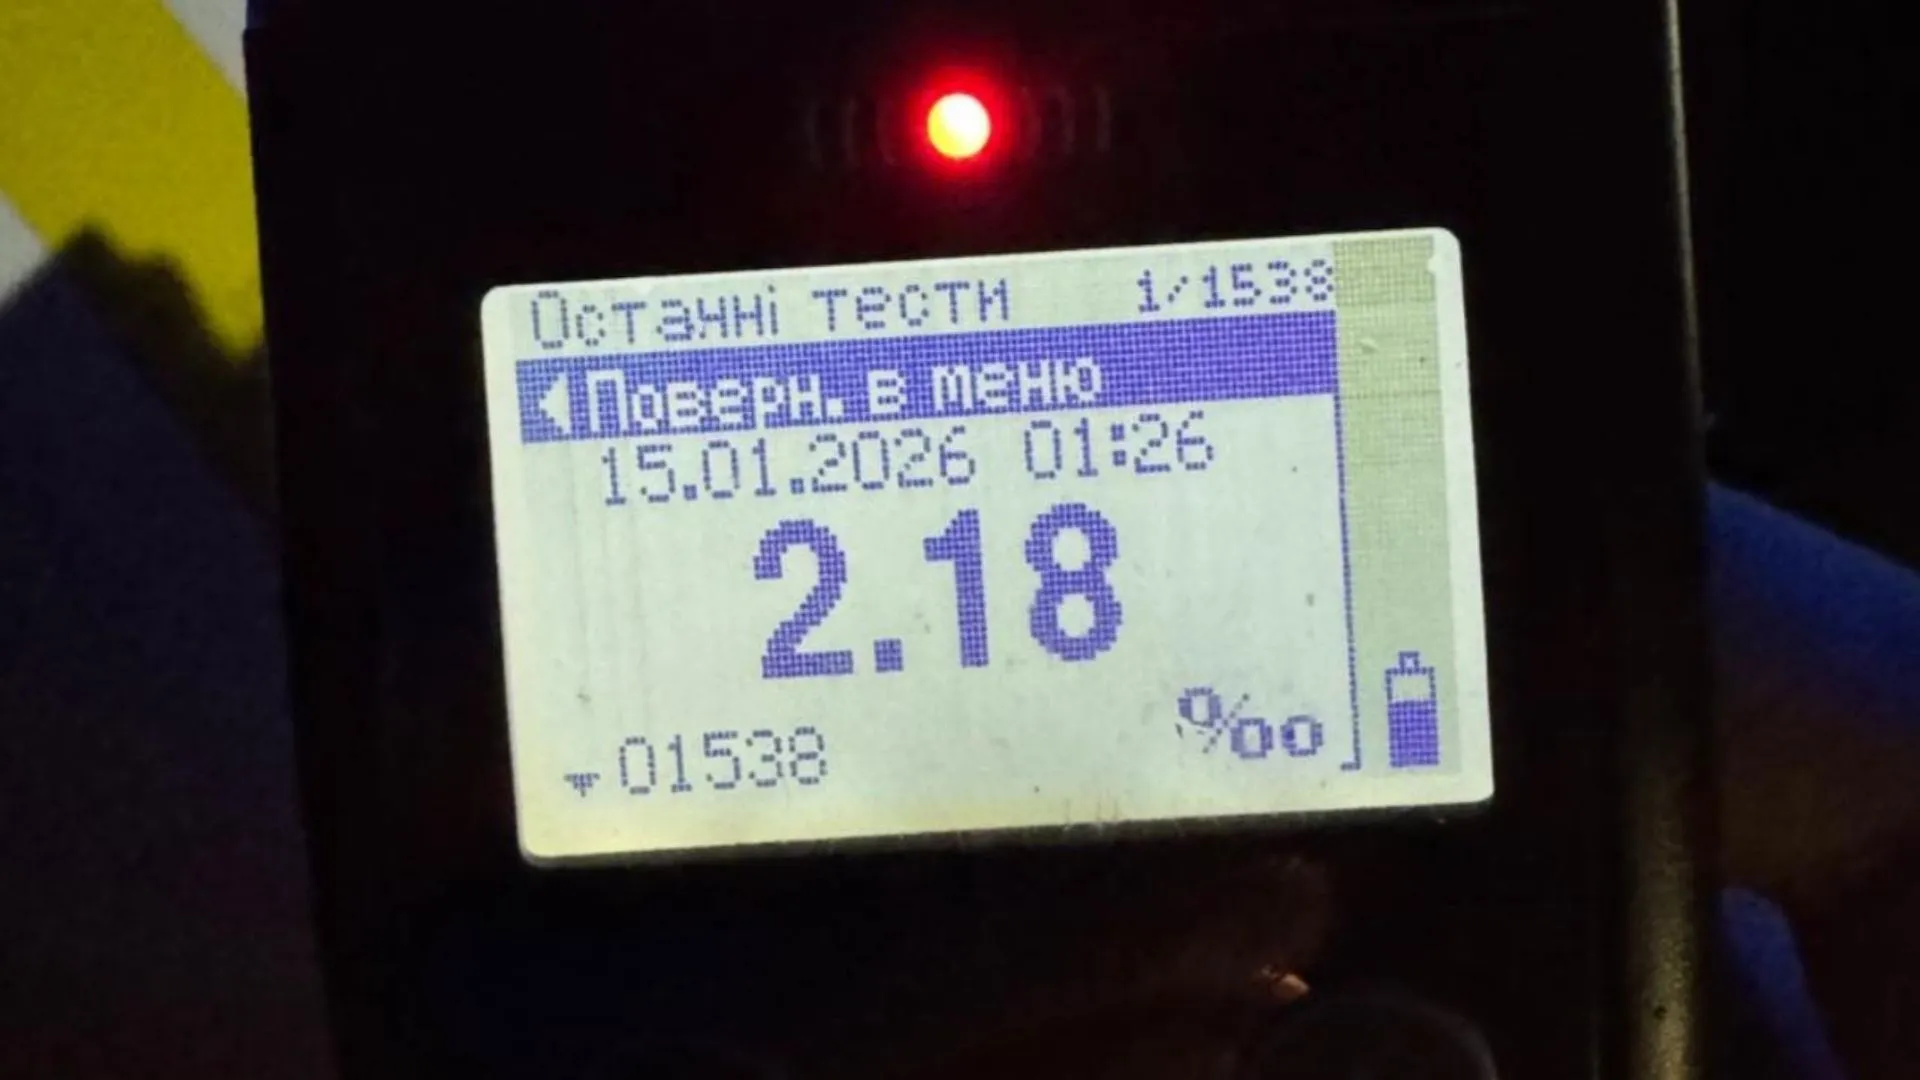 Останні тести 1/1538
Поверн. в меню
15.01.2026 01:26
2.18
‰
01538